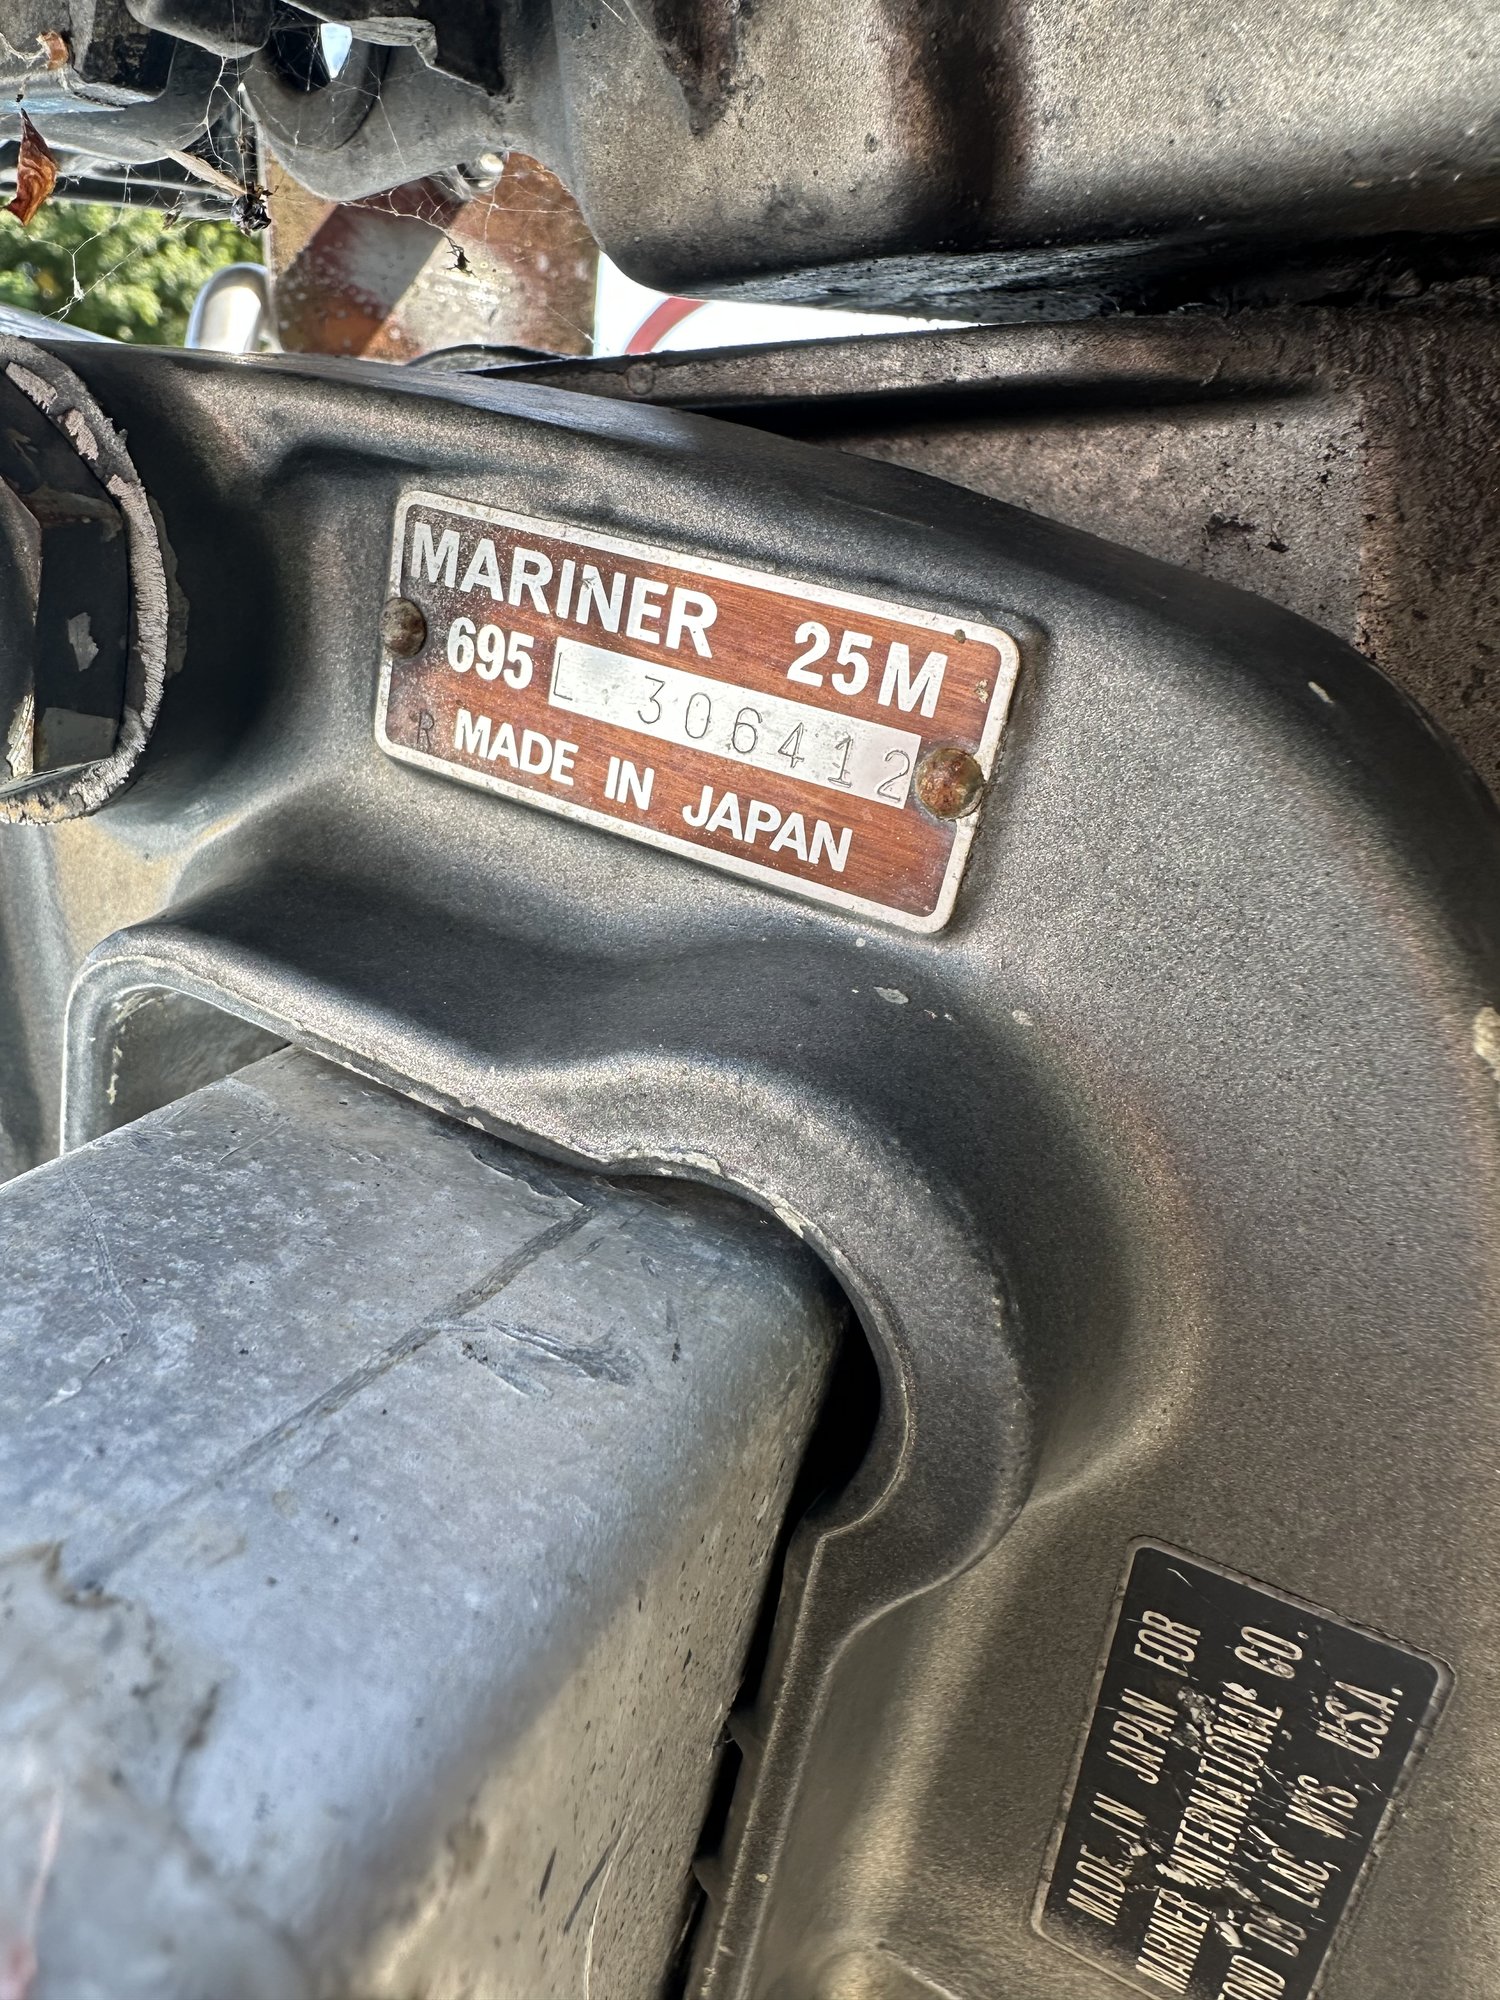 MARINER 25M
695 L 306412
R MADE IN JAPAN
MADE IN JAPAN FOR
MARINER INTERNATIONAL CO.
FOND DU LAC, WIS. U.S.A.